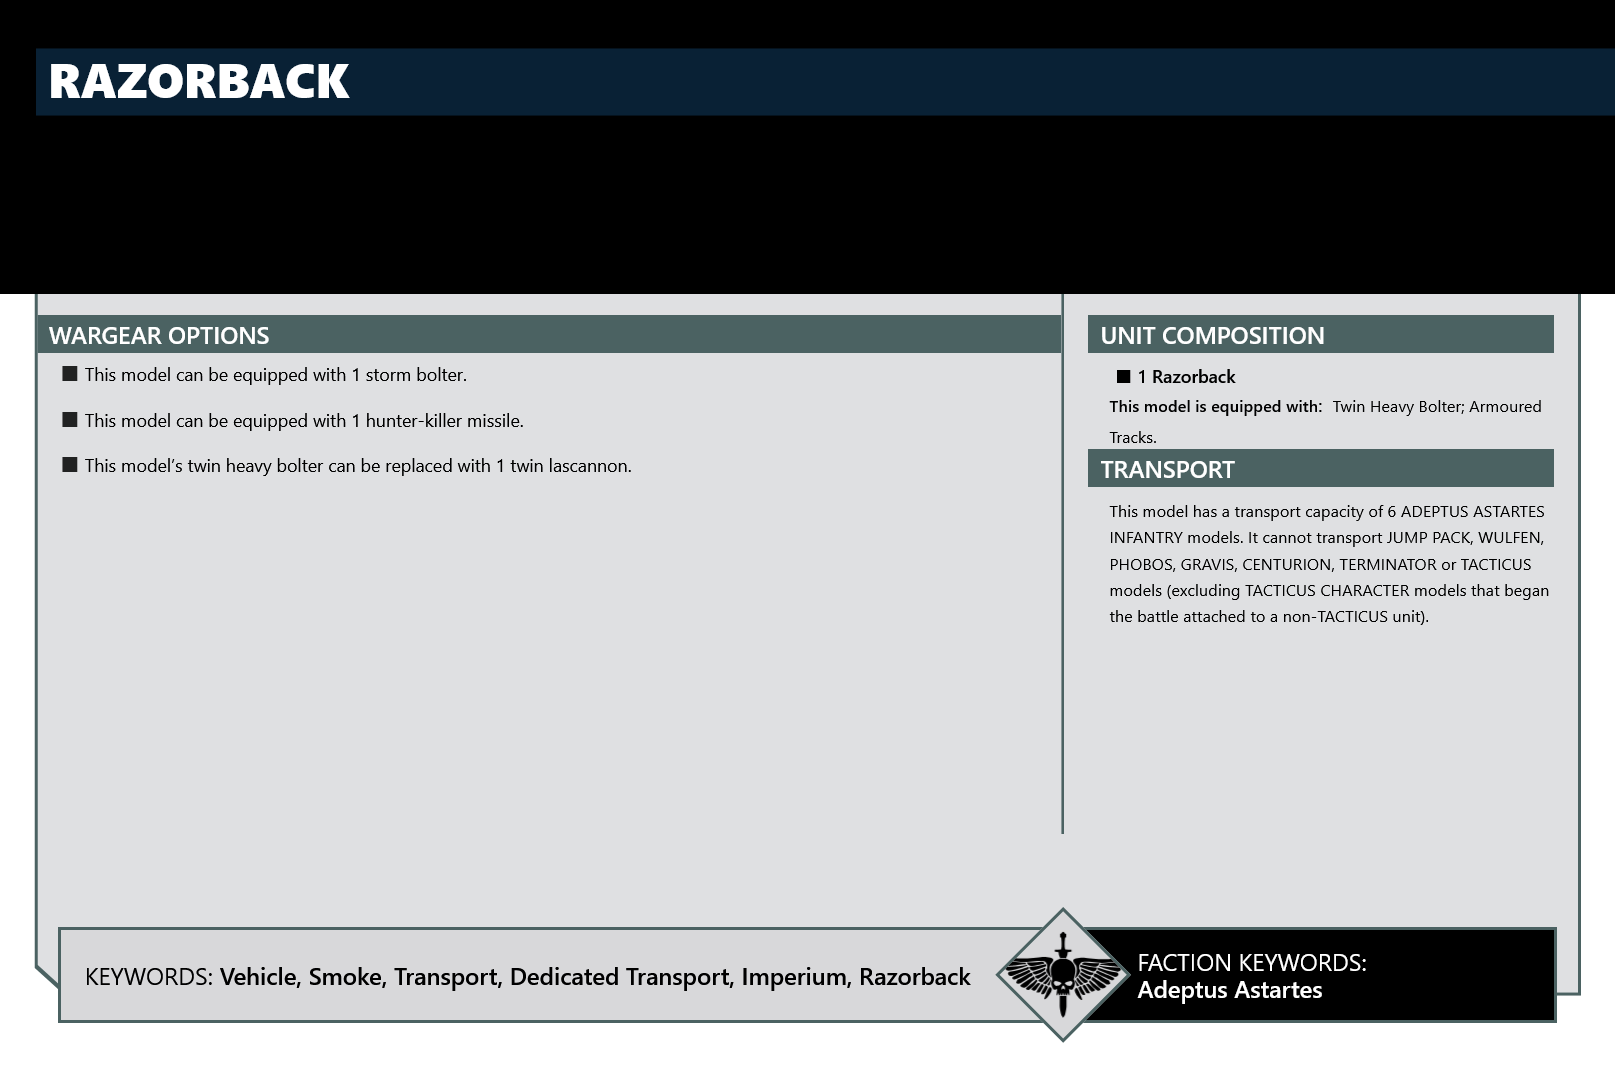 RAZORBACK
WARGEAR OPTIONS
■ This model can be equipped with 1 storm bolter.
■ This model can be equipped with 1 hunter-killer missile.
■ This model's twin heavy bolter can be replaced with 1 twin lascannon.
UNIT COMPOSITION
■ 1 Razorback
This model is equipped with: Twin Heavy Bolter; Armoured
Tracks.
TRANSPORT
This model has a transport capacity of 6 ADEPTUS ASTARTES
INFANTRY models. It cannot transport JUMP PACK, WULFEN,
PHOBOS, GRAVIS, CENTURION, TERMINATOR or TACTICUS
models (excluding TACTICUS CHARACTER models that began
the battle attached to a non-TACTICUS unit).
KEYWORDS: Vehicle, Smoke, Transport, Dedicated Transport, Imperium, Razorback
FACTION KEYWORDS:
Adeptus Astartes